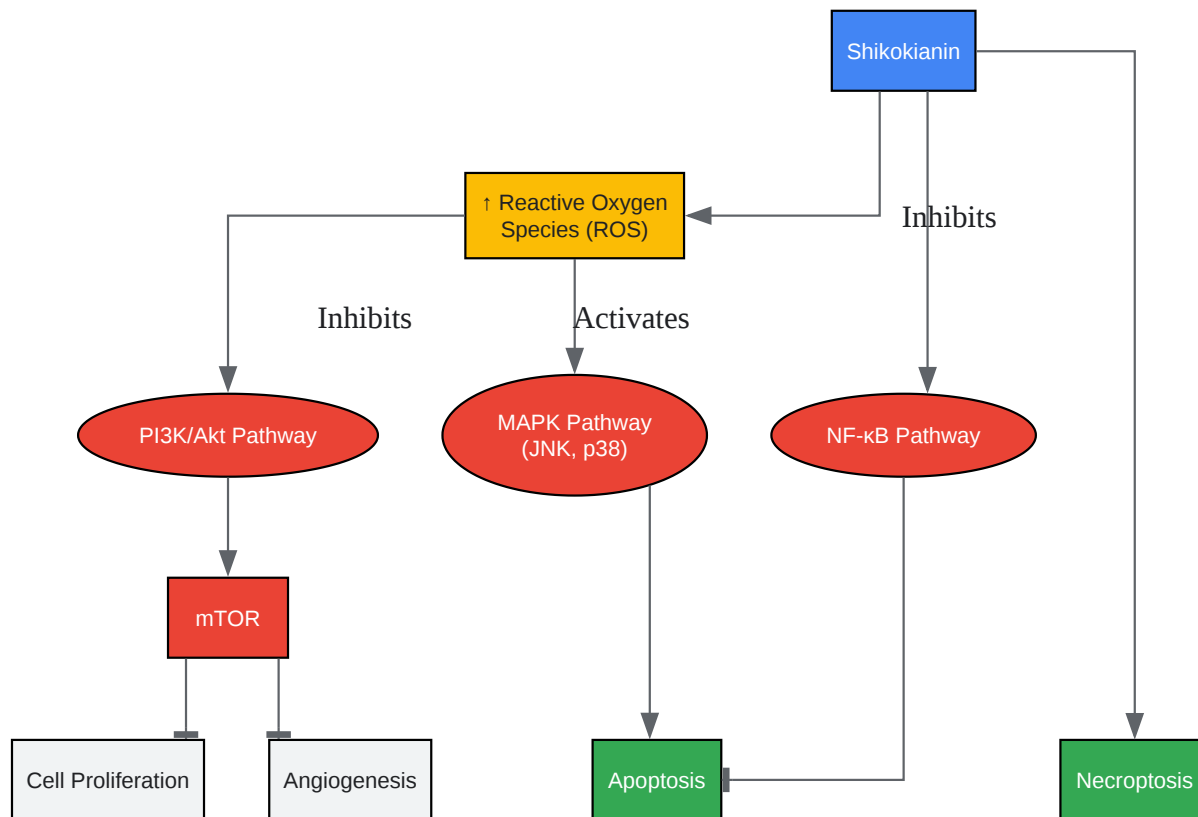 Shikokianin
↑ Reactive Oxygen
Species (ROS)
Inhibits
Inhibits
Activates
PI3K/Akt Pathway
MAPK Pathway
(JNK, p38)
NF-κB Pathway
mTOR
Cell Proliferation
Angiogenesis
Apoptosis
Necroptosis